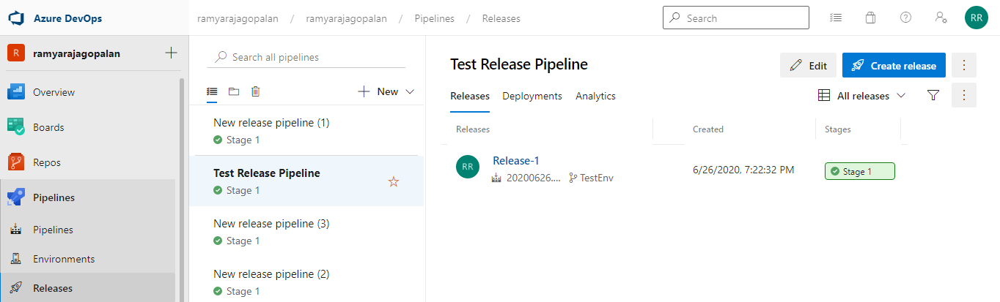 Azure DevOps
ramyarajagopalan / ramyarajagopalan / Pipelines / Releases
Search
RR
R ramyarajagopalan
Overview
Boards
Repos
Pipelines
Pipelines
Environments
Releases
Search all pipelines
New
New release pipeline (1)
Stage 1
Test Release Pipeline
Stage 1
New release pipeline (3)
Stage 1
New release pipeline (2)
Stage 1
Test Release Pipeline
Edit
Create release
Releases Deployments Analytics
All releases
Releases Created Stages
RR
Release-1
20200626.... TestEnv
6/26/2020, 7:22:32 PM
Stage 1